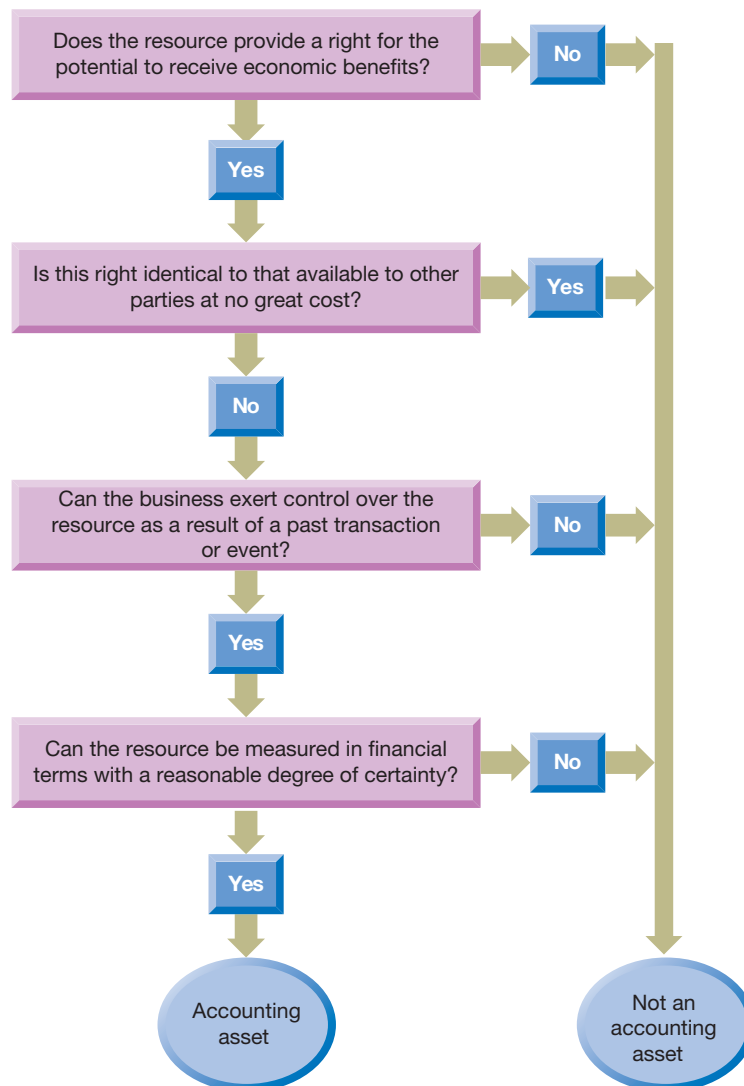 Does the resource provide a right for the
potential to receive economic benefits?
No
Yes
Is this right identical to that available to other
parties at no great cost?
Yes
No
Can the business exert control over the
resource as a result of a past transaction
or event?
No
Yes
Can the resource be measured in financial
terms with a reasonable degree of certainty?
No
Yes
Accounting
asset
Not an
accounting
asset